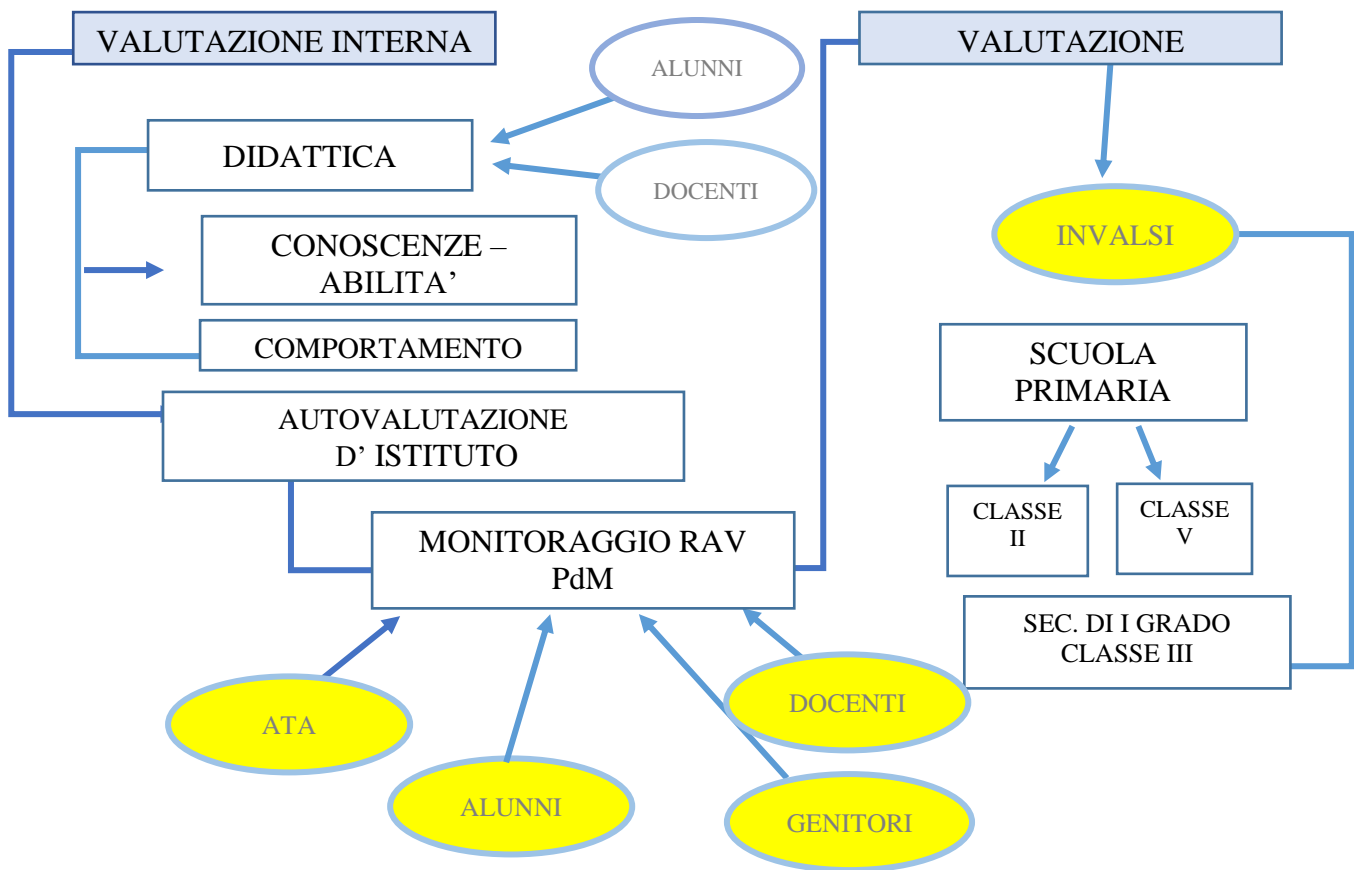 VALUTAZIONE INTERNA
VALUTAZIONE
ALUNNI
DIDATTICA
DOCENTI
CONOSCENZE –
ABILITA’
INVALSI
COMPORTAMENTO
SCUOLA
PRIMARIA
AUTOVALUTAZIONE
D’ ISTITUTO
CLASSE
II
CLASSE
V
MONITORAGGIO RAV
PdM
SEC. DI I GRADO
CLASSE III
ATA
DOCENTI
ALUNNI
GENITORI